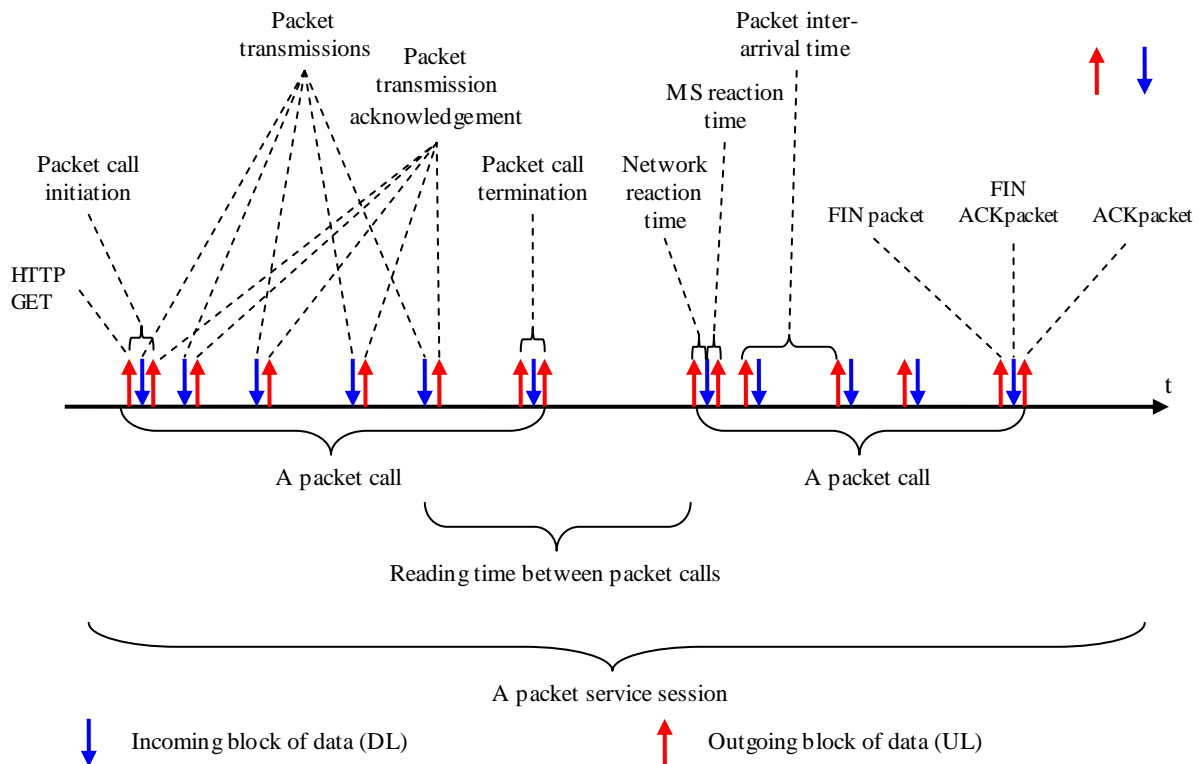 Packet
transmissions
Packet
transmission
acknowledgement
Packet inter-
arrival time
MS reaction
time
Packet call
initiation
Packet call
termination
Network
reaction
time
FIN packet
FIN
ACKpacket
ACKpacket
HTTP
GET
t
A packet call
A packet call
Reading time between packet calls
A packet service session
Incoming block of data (DL)
Outgoing block of data (UL)